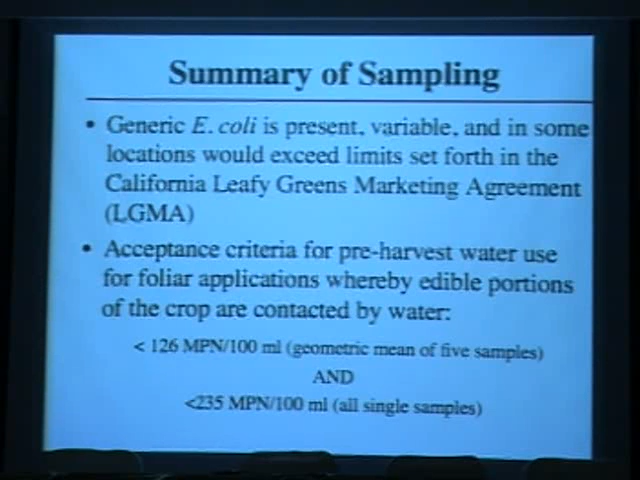 Summary of Sampling
• Generic E. coli is present, variable, and in some
locations would exceed limits set forth in the
California Leafy Greens Marketing Agreement
(LGMA)
• Acceptance criteria for pre-harvest water use
for foliar applications whereby edible portions
of the crop are contacted by water:
< 126 MPN/100 ml (geometric mean of five samples)
AND
<235 MPN/100 ml (all single samples)